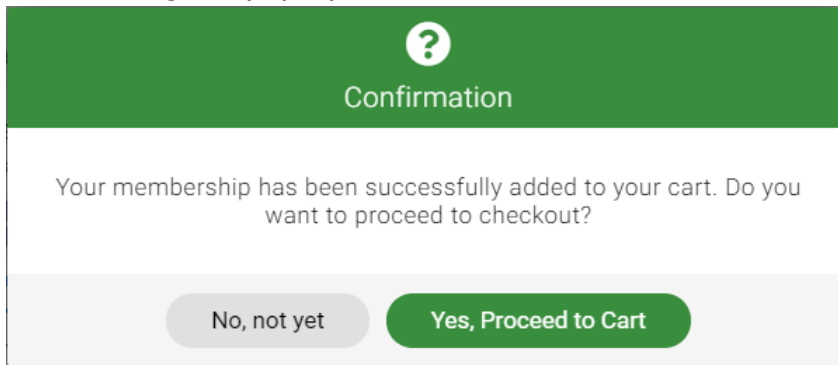 ?
Confirmation
Your membership has been successfully added to your cart. Do you
want to proceed to checkout?
No, not yet Yes, Proceed to Cart